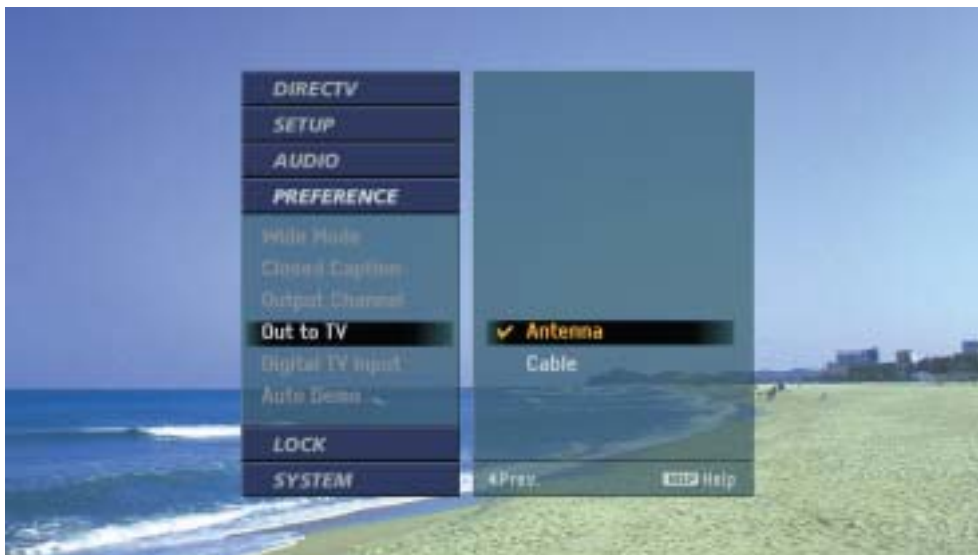 DIRECTV
SETUP
AUDIO
PREFERENCE
Wide Mode
Closed Caption
Output Channel
Out to TV
Digital TV Input
Auto Demo
LOCK
SYSTEM
✔ Antenna
Cable
◀Prev.
HELP Help